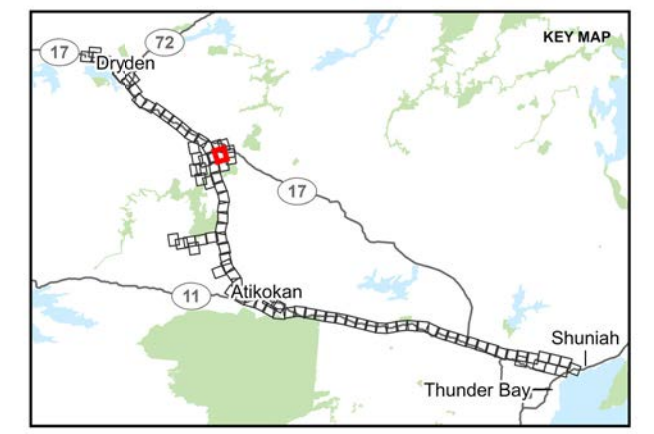 KEY MAP
72
17
Dryden
17
11
Atikokan
Shuniah
Thunder Bay